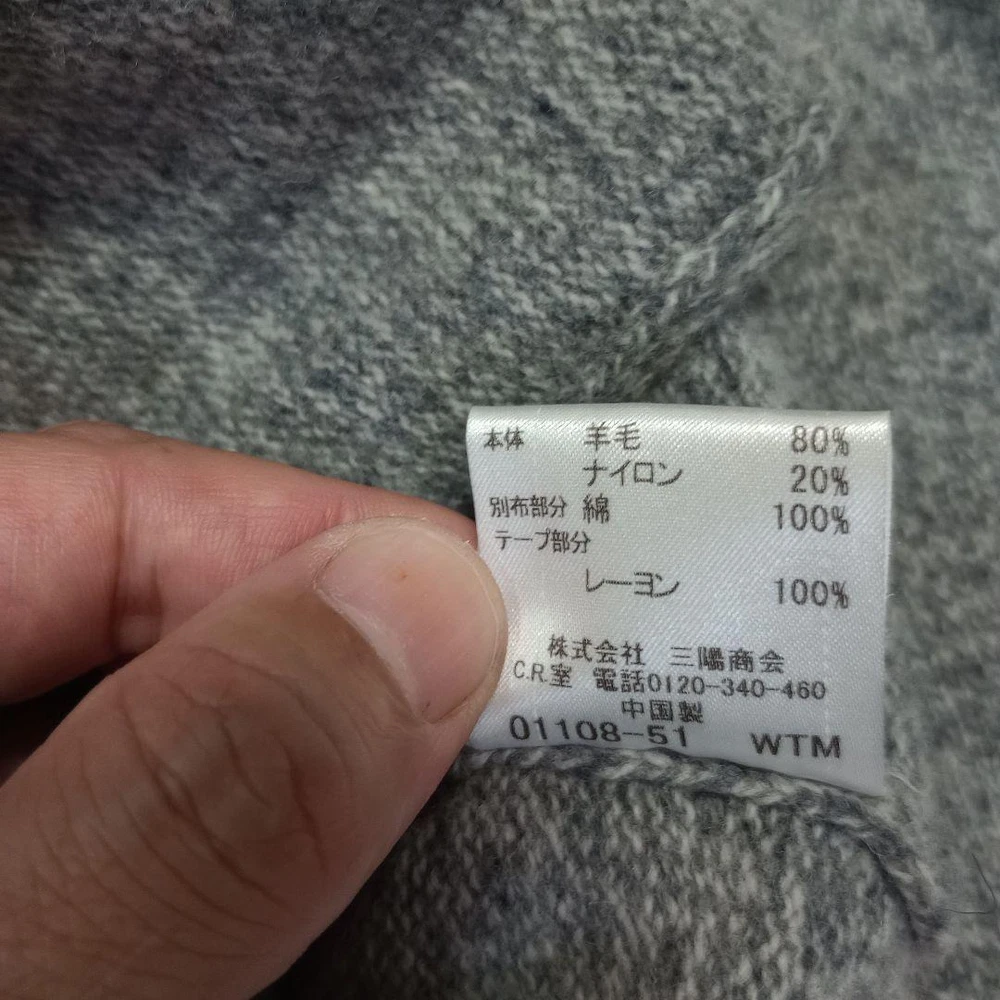 本体 羊毛 80%
ナイロン 20%
別布部分 綿 100%
テープ部分
レーヨン 100%
株式会社 三陽商会
C.R.室 電話0120-340-460
中国製
01108-51 WTM